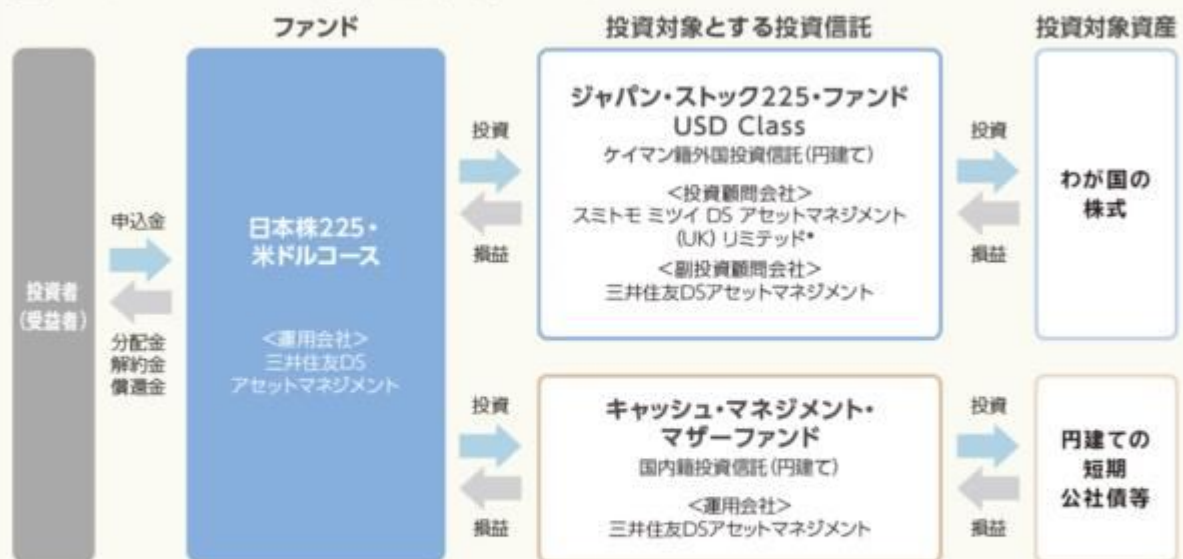 ファンド
投資対象とする投資信託
投資対象資産
投資者
(受益者)
申込金
分配金
解約金
償還金
日本株225・
米ドルコース
<運用会社>
三井住友DS
アセットマネジメント
投資
損益
ジャパン・ストック225・ファンド
USD Class
ケイマン籍外国投資信託(円建て)
<投資顧問会社>
スミトモ ミツイ DS アセットマネジメント
(UK) リミテッド*
<副投資顧問会社>
三井住友DSアセットマネジメント
投資
損益
わが国の
株式
投資
損益
キャッシュ・マネジメント・
マザーファンド
国内籍投資信託(円建て)
<運用会社>
三井住友DSアセットマネジメント
投資
損益
円建ての
短期
公社債等